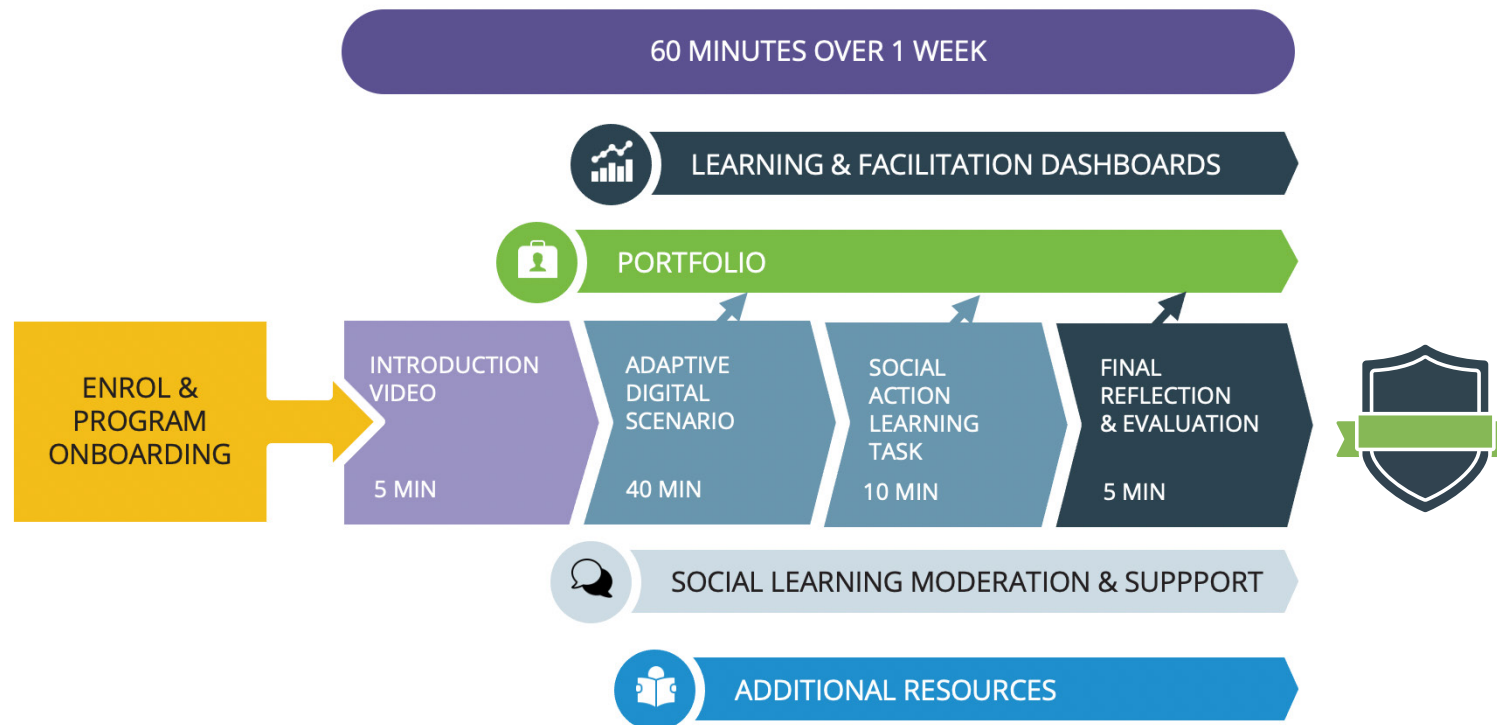 60 MINUTES OVER 1 WEEK
LEARNING & FACILITATION DASHBOARDS
PORTFOLIO
ENROL &
PROGRAM
ONBOARDING
INTRODUCTION
VIDEO
5 MIN
ADAPTIVE
DIGITAL
SCENARIO
40 MIN
SOCIAL
ACTION
LEARNING
TASK
10 MIN
FINAL
REFLECTION
& EVALUATION
5 MIN
SOCIAL LEARNING MODERATION & SUPPPORT
ADDITIONAL RESOURCES